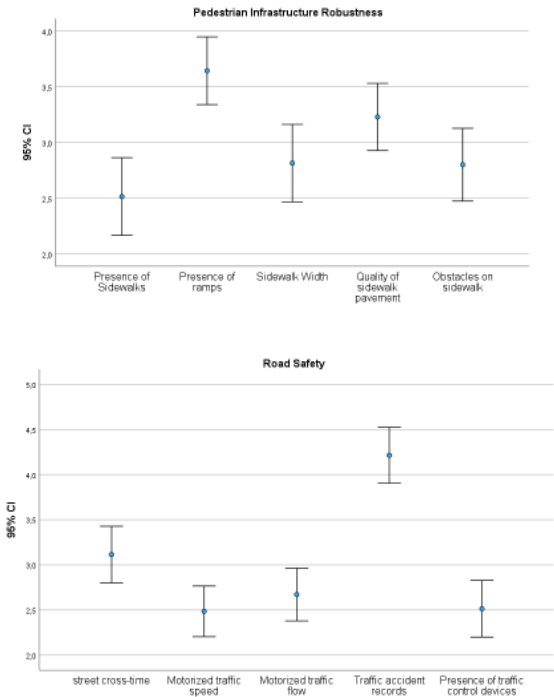 Pedestrian Infrastructure Robustness
4,0
3,5
3,0
2,5
2,0
95% CI
Presence of
Sidewalks
Presence of
ramps
Sidewalk Width
Quality of
sidewalk
pavement
Obstacles on
sidewalk
Road Safety
5,0
4,5
4,0
3,5
3,0
2,5
2,0
95% CI
street cross-time
Motorized traffic
speed
Motorized traffic
flow
Traffic accident
records
Presence of traffic
control devices